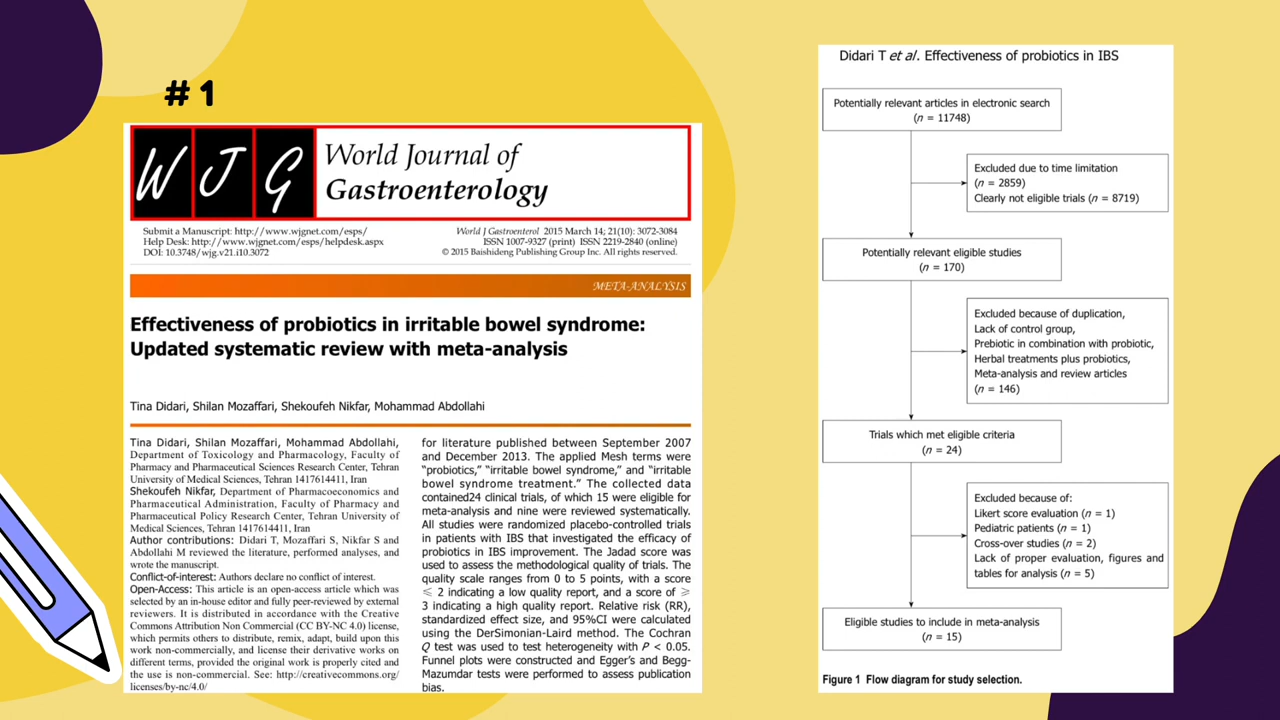 # 1
W J G
World Journal of
Gastroenterology
Submit a Manuscript: http://www.wjgnet.com/esps/
Help Desk: http://www.wjgnet.com/esps/helpdesk.aspx
DOI: 10.3748/wjg.v21.i10.3072
World J Gastroenterol 2015 March 14; 21(10): 3072-3084
ISSN 1007-9327 (print) ISSN 2219-2840 (online)
© 2015 Baishideng Publishing Group Inc. All rights reserved.
META-ANALYSIS
Effectiveness of probiotics in irritable bowel syndrome:
Updated systematic review with meta-analysis
Tina Didari, Shilan Mozaffari, Shekoufeh Nikfar, Mohammad Abdollahi
Tina Didari, Shilan Mozaffari, Mohammad Abdollahi,
Department of Toxicology and Pharmacology, Faculty of
Pharmacy and Pharmaceutical Sciences Research Center, Tehran
University of Medical Sciences, Tehran 1417614411, Iran
Shekoufeh Nikfar, Department of Pharmacoeconomics and
Pharmaceutical Administration, Faculty of Pharmacy and
Pharmaceutical Policy Research Center, Tehran University of
Medical Sciences, Tehran 1417614411, Iran
Author contributions: Didari T, Mozaffari S, Nikfar S and
Abdollahi M reviewed the literature, performed analyses, and
wrote the manuscript.
Conflict-of-interest: Authors declare no conflict of interest.
Open-Access: This article is an open-access article which was
selected by an in-house editor and fully peer-reviewed by external
reviewers. It is distributed in accordance with the Creative
Commons Attribution Non Commercial (CC BY-NC 4.0) license,
which permits others to distribute, remix, adapt, build upon this
work non-commercially, and license their derivative works on
different terms, provided the original work is properly cited and
the use is non-commercial. See: http://creativecommons.org/
licenses/by-nc/4.0/
for literature published between September 2007
and December 2013. The applied Mesh terms were
“probiotics,” “irritable bowel syndrome,” and “irritable
bowel syndrome treatment.” The collected data
contained24 clinical trials, of which 15 were eligible for
meta-analysis and nine were reviewed systematically.
All studies were randomized placebo-controlled trials
in patients with IBS that investigated the efficacy of
probiotics in IBS improvement. The Jadad score was
used to assess the methodological quality of trials. The
quality scale ranges from 0 to 5 points, with a score
≤ 2 indicating a low quality report, and a score of ≥
3 indicating a high quality report. Relative risk (RR),
standardized effect size, and 95%CI were calculated
using the DerSimonian-Laird method. The Cochran
Q test was used to test heterogeneity with P < 0.05.
Funnel plots were constructed and Egger's and Begg-
Mazumdar tests were performed to assess publication
bias.
Didari T et al. Effectiveness of probiotics in IBS
Potentially relevant articles in electronic search
(n = 11748)
Excluded due to time limitation
(n = 2859)
Clearly not eligible trials (n = 8719)
Potentially relevant eligible studies
(n = 170)
Excluded because of duplication,
Lack of control group,
Prebiotic in combination with probiotic,
Herbal treatments plus probiotics,
Meta-analysis and review articles
(n = 146)
Trials which met eligible criteria
(n = 24)
Excluded because of:
Likert score evaluation (n = 1)
Pediatric patients (n = 1)
Cross-over studies (n = 2)
Lack of proper evaluation, figures and
tables for analysis (n = 5)
Eligible studies to include in meta-analysis
(n = 15)
Figure 1 Flow diagram for study selection.